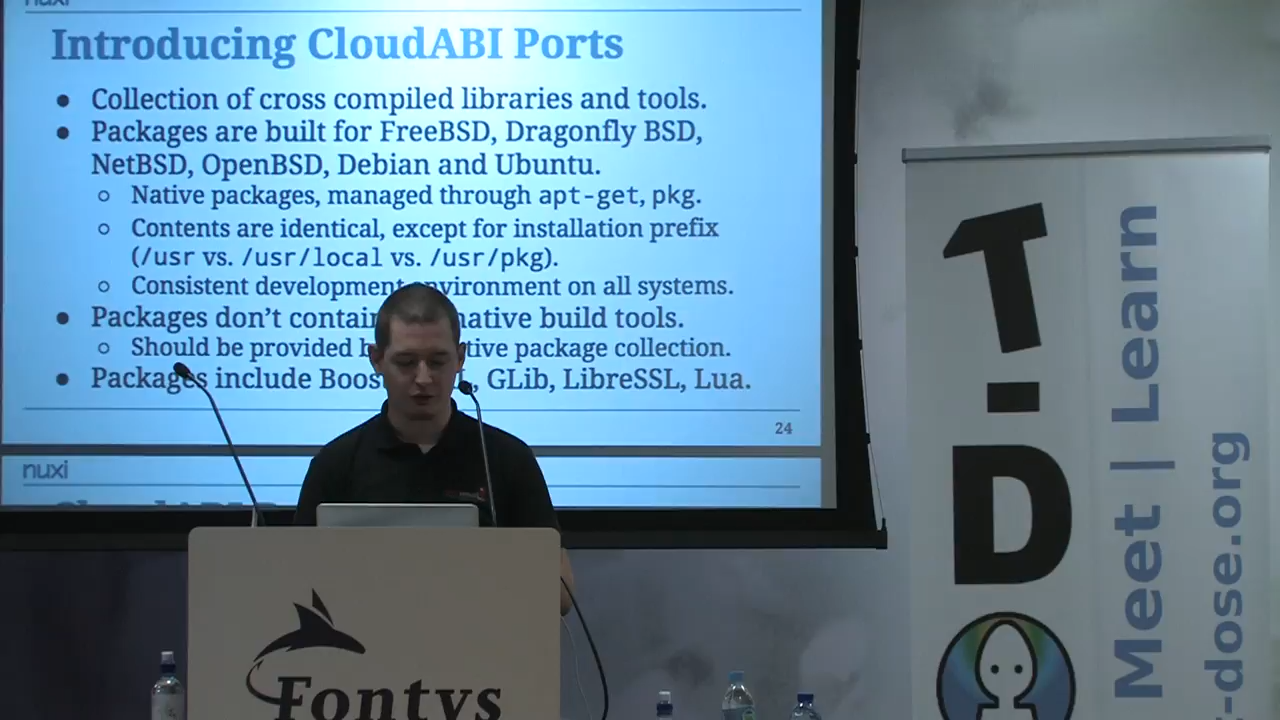 nuxi
Introducing CloudABI Ports
● Collection of cross compiled libraries and tools.
● Packages are built for FreeBSD, Dragonfly BSD,
NetBSD, OpenBSD, Debian and Ubuntu.
○ Native packages, managed through apt-get, pkg.
○ Contents are identical, except for installation prefix
(/usr vs. /usr/local vs. /usr/pkg).
○ Consistent development environment on all systems.
● Packages don't contain native build tools.
○ Should be provided package collection.
● Packages include GLib, LibreSSL, Lua.
24
nuxi
Fontys
T-D
Meet | Learn
-dose.org